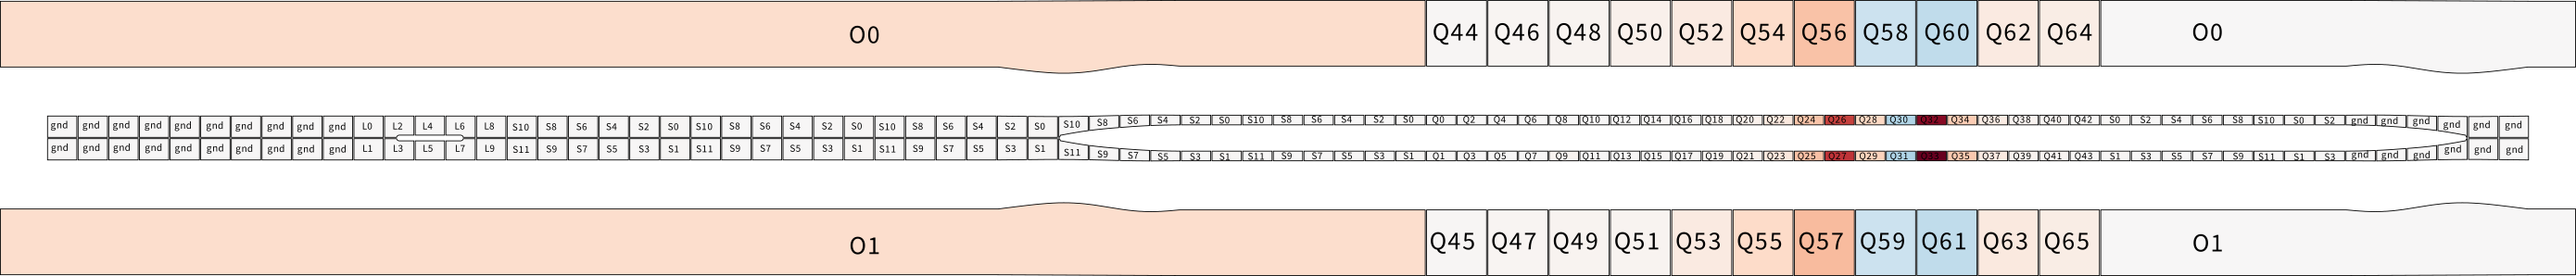 O0 Q44 Q46 Q48 Q50 Q52 Q54 Q56 Q58 Q60 Q62 Q64 O0
gnd gnd gnd gnd gnd gnd gnd gnd gnd gnd L0 L2 L4 L6 L8 S10 S8 S6 S4 S2 S0 S10 S8 S6 S4 S2 S0 S10 S8 S6 S4 S2 S0 S10 S8 S6 S4 S2 S0 S10 S8 S6 S4 S2 S0 Q0 Q2 Q4 Q6 Q8 Q10 Q12 Q14 Q16 Q18 Q20 Q22 Q24 Q26 Q28 Q30 Q32 Q34 Q36 Q38 Q40 Q42 S0 S2 S4 S6 S8 S10 S0 S2 gnd gnd gnd gnd gnd gnd
gnd gnd gnd gnd gnd gnd gnd gnd gnd gnd L1 L3 L5 L7 L9 S11 S9 S7 S5 S3 S1 S11 S9 S7 S5 S3 S1 S11 S9 S7 S5 S3 S1 S11 S9 S7 S5 S3 S1 S11 S9 S7 S5 S3 S1 Q1 Q3 Q5 Q7 Q9 Q11 Q13 Q15 Q17 Q19 Q21 Q23 Q25 Q27 Q29 Q31 Q33 Q35 Q37 Q39 Q41 Q43 S1 S3 S5 S7 S9 S11 S1 S3 gnd gnd gnd gnd gnd gnd
O1 Q45 Q47 Q49 Q51 Q53 Q55 Q57 Q59 Q61 Q63 Q65 O1